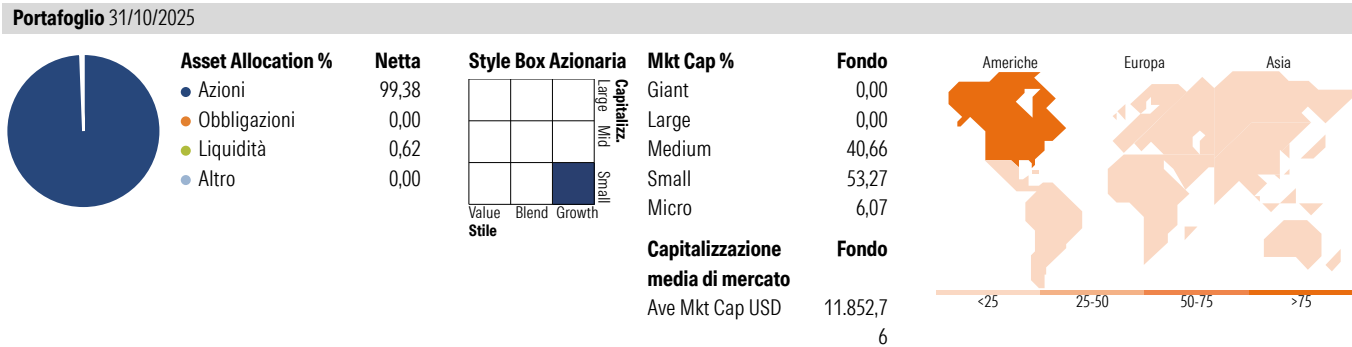 Portafoglio 31/10/2025
Asset Allocation % Netta
Azioni 99,38
Obbligazioni 0,00
Liquidità 0,62
Altro 0,00
Style Box Azionaria
Capitalizz.
Large Mid Small
Value Blend Growth
Stile
Mkt Cap % Fondo
Giant 0,00
Large 0,00
Medium 40,66
Small 53,27
Micro 6,07
Capitalizzazione Fondo
media di mercato
Ave Mkt Cap USD 11.852,7
6
Americhe Europa Asia
<25 25-50 50-75 >75